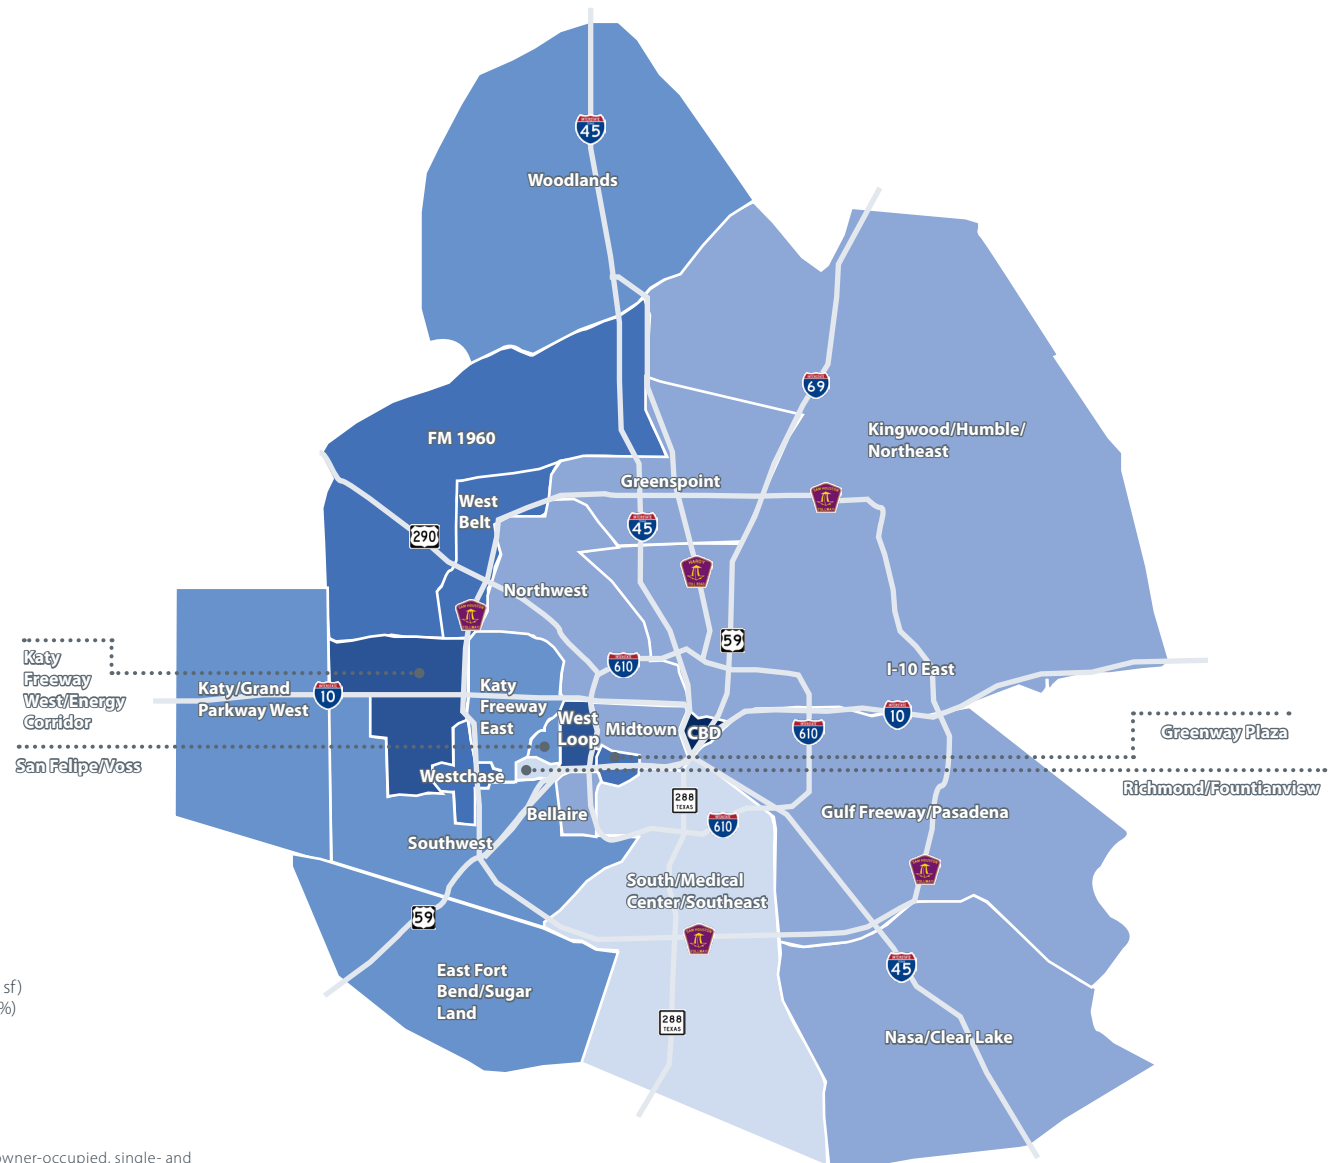 45
Woodlands
69
Kingwood/Humble/
Northeast
FM 1960
Greenspoint
West
Belt
45
290
Northwest
59
610
I-10 East
Katy
Freeway
West/Energy
Corridor
Katy/Grand
Parkway West
10
Katy
Freeway
East
West
Loop
Midtown
CBD
610
10
Greenway Plaza
San Felipe/Voss
Westchase
Richmond/Fountianview
288
TEXAS
Bellaire
610
Gulf Freeway/Pasadena
Southwest
South/Medical
Center/Southeast
59
45
East Fort
Bend/Sugar
Land
sf)
%)
288
TEXAS
Nasa/Clear Lake
owner-occupied, single- and